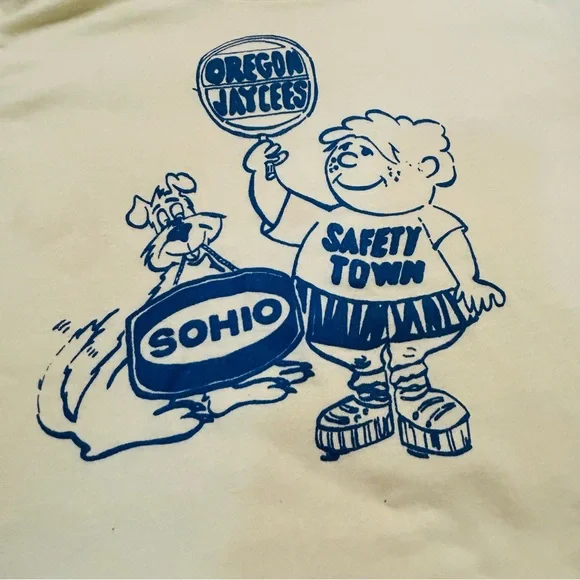 OREGON
JAYCEES
SAFETY
TOWN
SOHIO